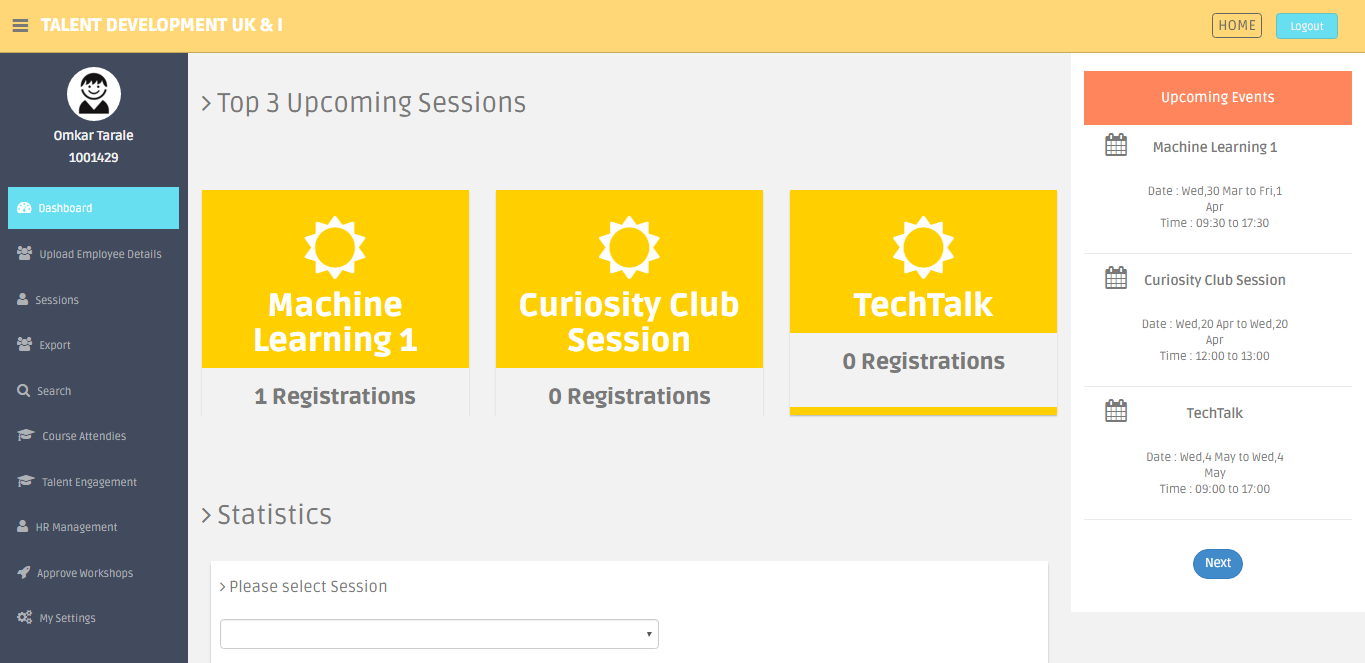 TALENT DEVELOPMENT UK & I
HOME
Logout
Omkar Tarale
1001429
Dashboard
Upload Employee Details
Sessions
Export
Search
Course Attendies
Talent Engagement
HR Management
Approve Workshops
My Settings
Top 3 Upcoming Sessions
Machine
Learning 1
1 Registrations
Curiosity Club
Session
0 Registrations
TechTalk
0 Registrations
Statistics
Please select Session
Upcoming Events
Machine Learning 1
Date : Wed,30 Mar to Fri,1
Apr
Time : 09:30 to 17:30
Curiosity Club Session
Date : Wed,20 Apr to Wed,20
Apr
Time : 12:00 to 13:00
TechTalk
Date : Wed,4 May to Wed,4
May
Time : 09:00 to 17:00
Next